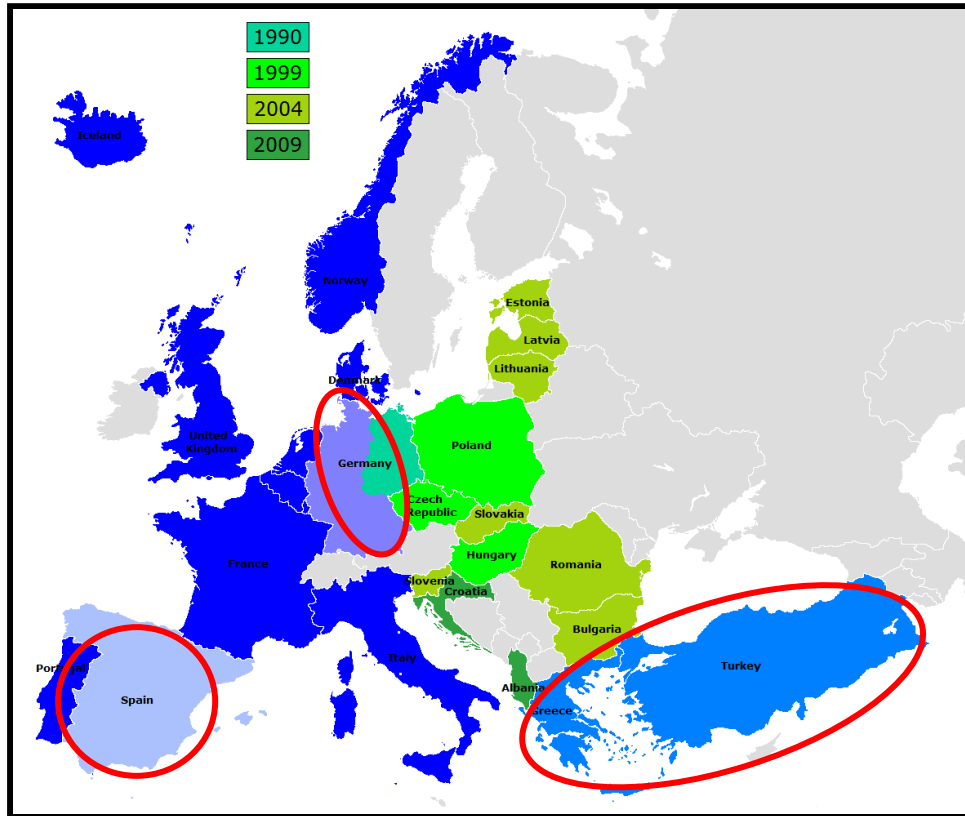 1990
1999
2004
2009
Iceland
Norway
Estonia
Latvia
Lithuania
Denmark
United
Kingdom
Germany
Poland
Czech
Republic
Slovakia
France
Hungary
Romania
Slovenia
Croatia
Bulgaria
Italy
Portugal
Spain
Albania
Greece
Turkey